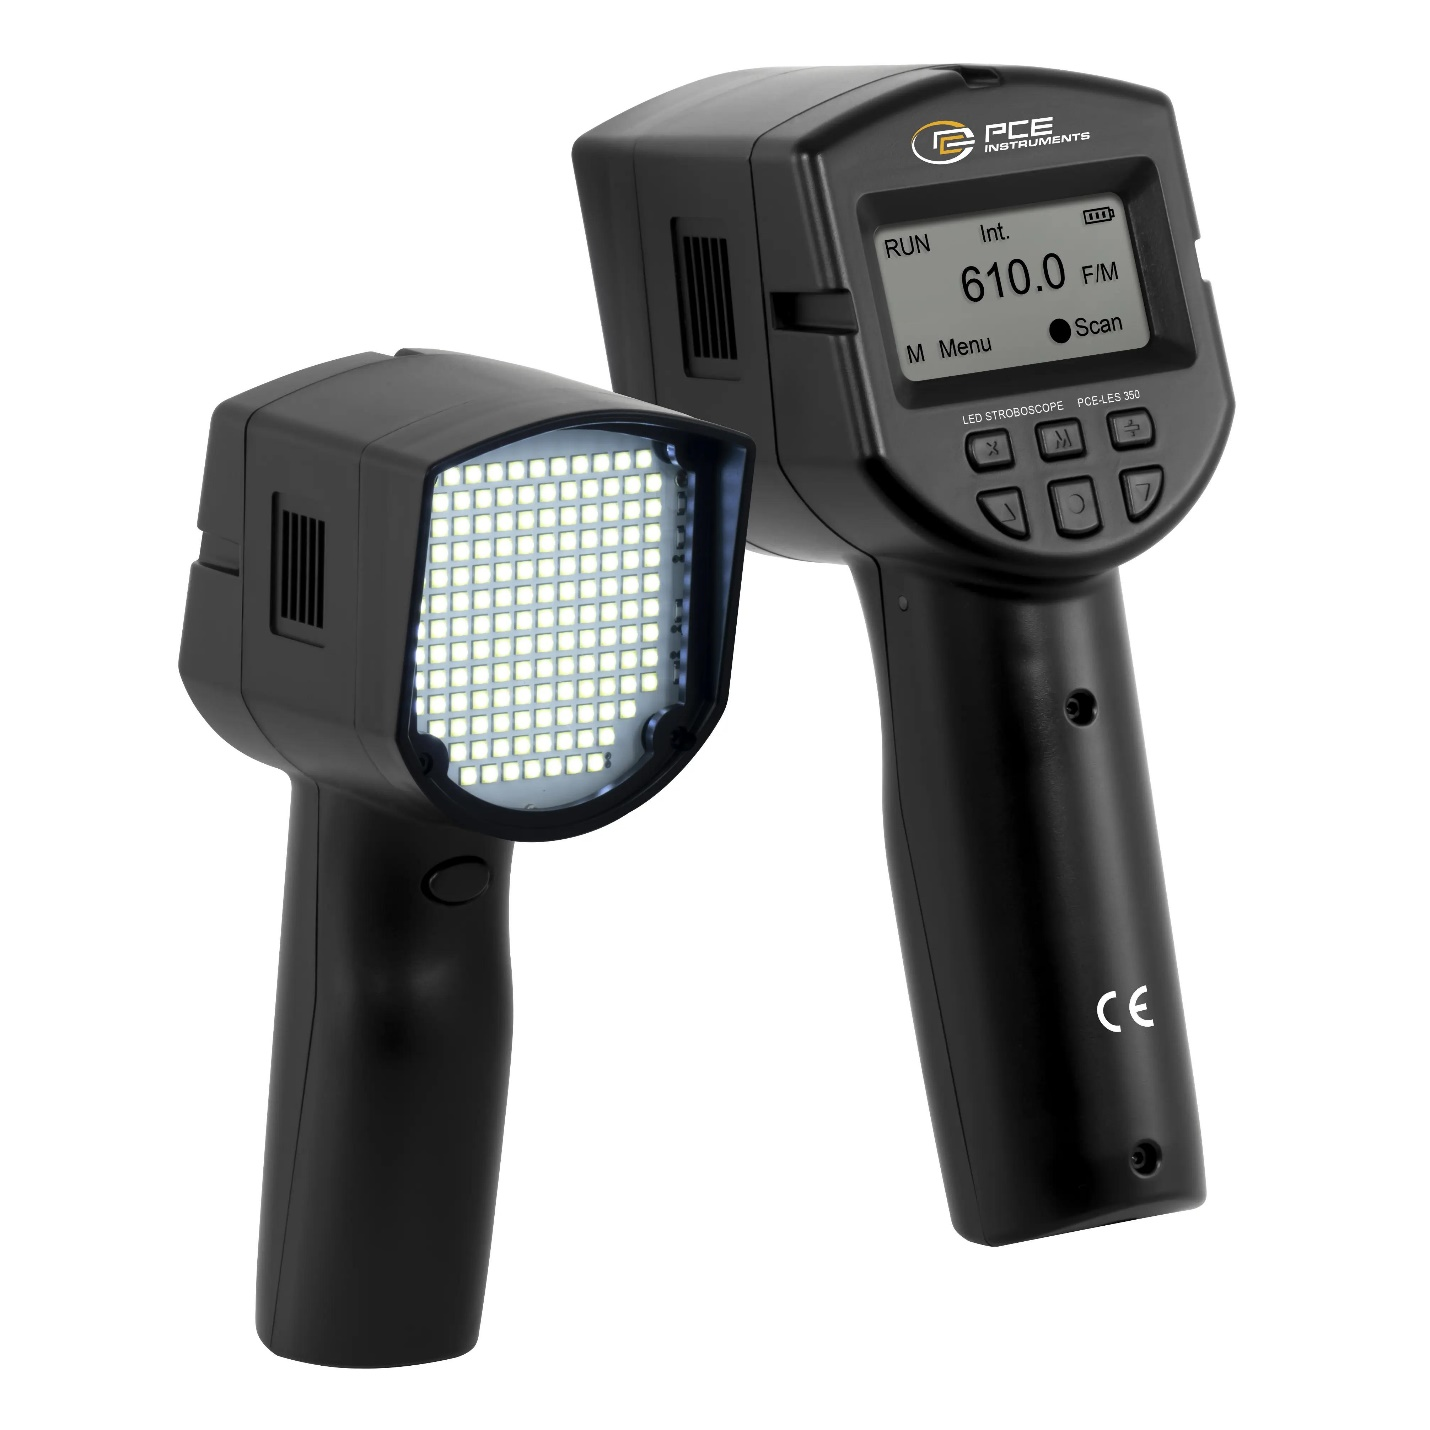 PCE
INSTRUMENTS
RUN Int.
610.0 F/M
M Menu Scan
LED STROBOSCOPE PCE-LES 350
M
CE